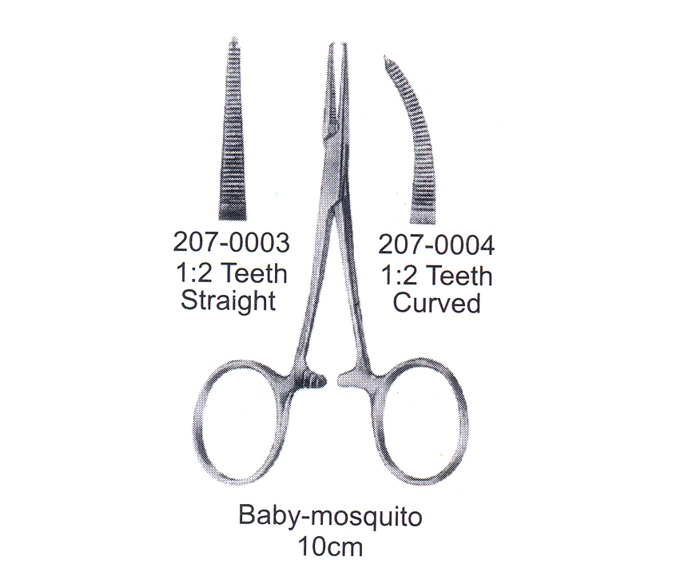 207-0003
1:2 Teeth
Straight
207-0004
1:2 Teeth
Curved
Baby-mosquito
10cm